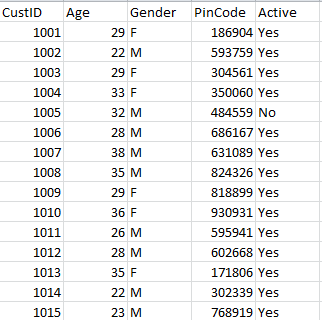 CustID Age Gender PinCode Active
1001 29 F 186904 Yes
1002 22 M 593759 Yes
1003 29 F 304561 Yes
1004 33 F 350060 Yes
1005 32 M 484559 No
1006 28 M 686167 Yes
1007 38 M 631089 Yes
1008 35 M 824326 Yes
1009 29 F 818899 Yes
1010 36 F 930931 Yes
1011 26 M 595941 Yes
1012 28 M 602668 Yes
1013 35 F 171806 Yes
1014 22 M 302339 Yes
1015 23 M 768919 Yes